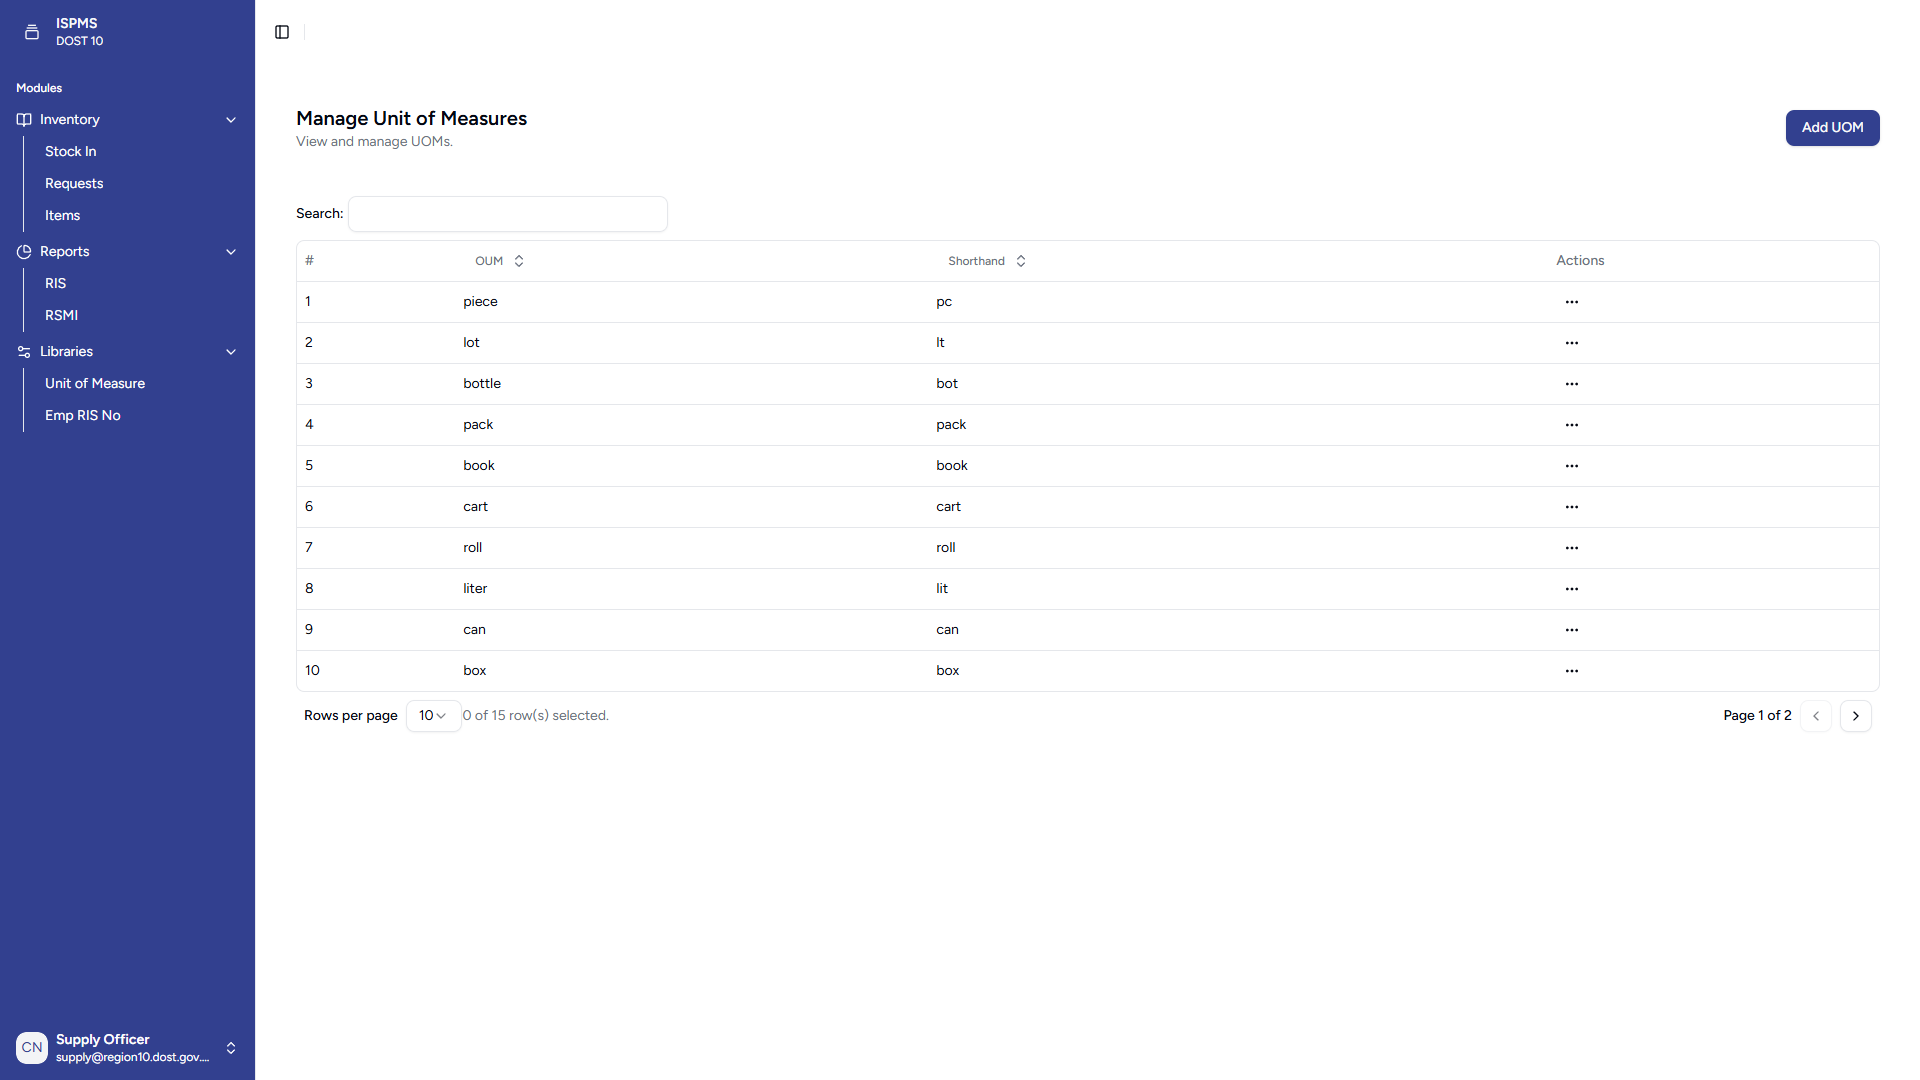 ISPMS
DOST 10
Modules
Inventory
Stock In
Requests
Items
Reports
RIS
RSMI
Libraries
Unit of Measure
Emp RIS No
CN
Supply Officer
supply@region10.dost.gov....
Manage Unit of Measures
View and manage UOMs.
Add UOM
Search:
# OUM Shorthand Actions
1 piece pc ...
2 lot lt ...
3 bottle bot ...
4 pack pack ...
5 book book ...
6 cart cart ...
7 roll roll ...
8 liter lit ...
9 can can ...
10 box box ...
Rows per page 10 0 of 15 row(s) selected. Page 1 of 2